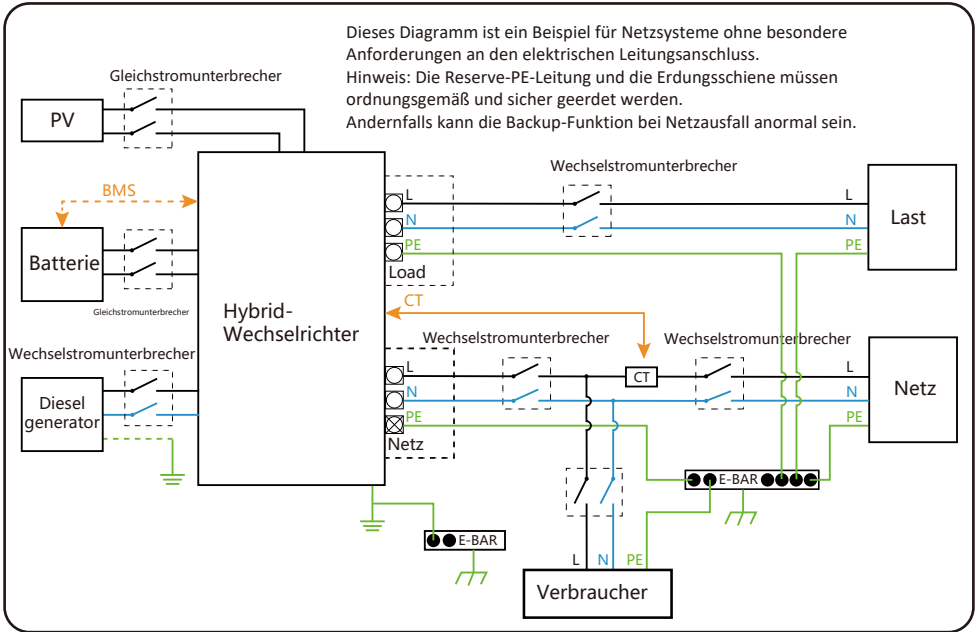 Dieses Diagramm ist ein Beispiel für Netzsysteme ohne besondere
Anforderungen an den elektrischen Leitungsanschluss.
Hinweis: Die Reserve-PE-Leitung und die Erdungsschiene müssen
ordnungsgemäß und sicher geerdet werden.
Andernfalls kann die Backup-Funktion bei Netzausfall anormal sein.
Gleichstromunterbrecher
PV
BMS
Batterie
Gleichstromunterbrecher
Wechselstromunterbrecher
Diesel
generator
Hybrid-
Wechselrichter
L
N
PE
Load
Wechselstromunterbrecher
L
N
PE
Last
CT
Wechselstromunterbrecher
CT
Wechselstromunterbrecher
L
N
PE
Netz
L
N
PE
Netz
E-BAR
E-BAR
L
N
PE
Verbraucher